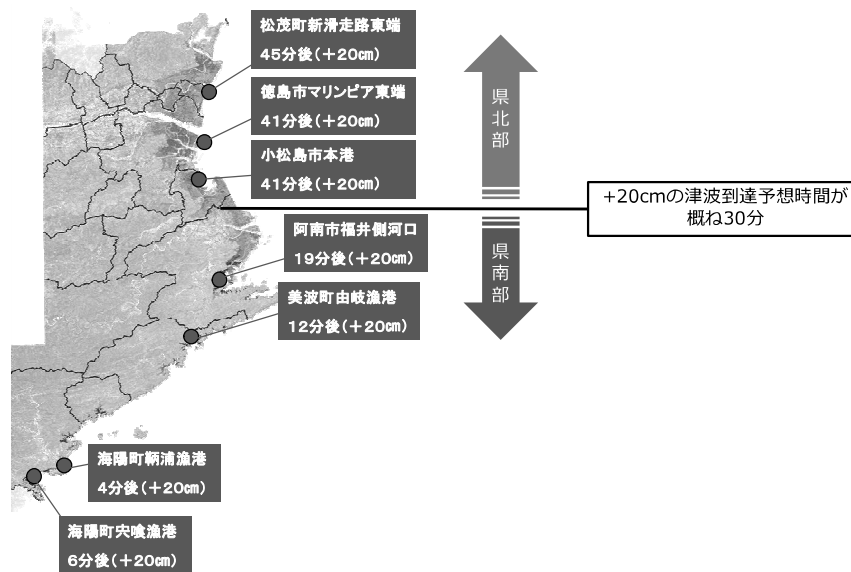 松茂町新滑走路東端
45分後(+20㎝)
徳島市マリンピア東端
41分後(+20㎝)
小松島市本港
41分後(+20㎝)
県北部
+20cmの津波到達予想時間が
概ね30分
阿南市福井側河口
19分後(+20㎝)
県南部
美波町由岐漁港
12分後(+20㎝)
海陽町鞆浦漁港
4分後(+20㎝)
海陽町宍喰漁港
6分後(+20㎝)